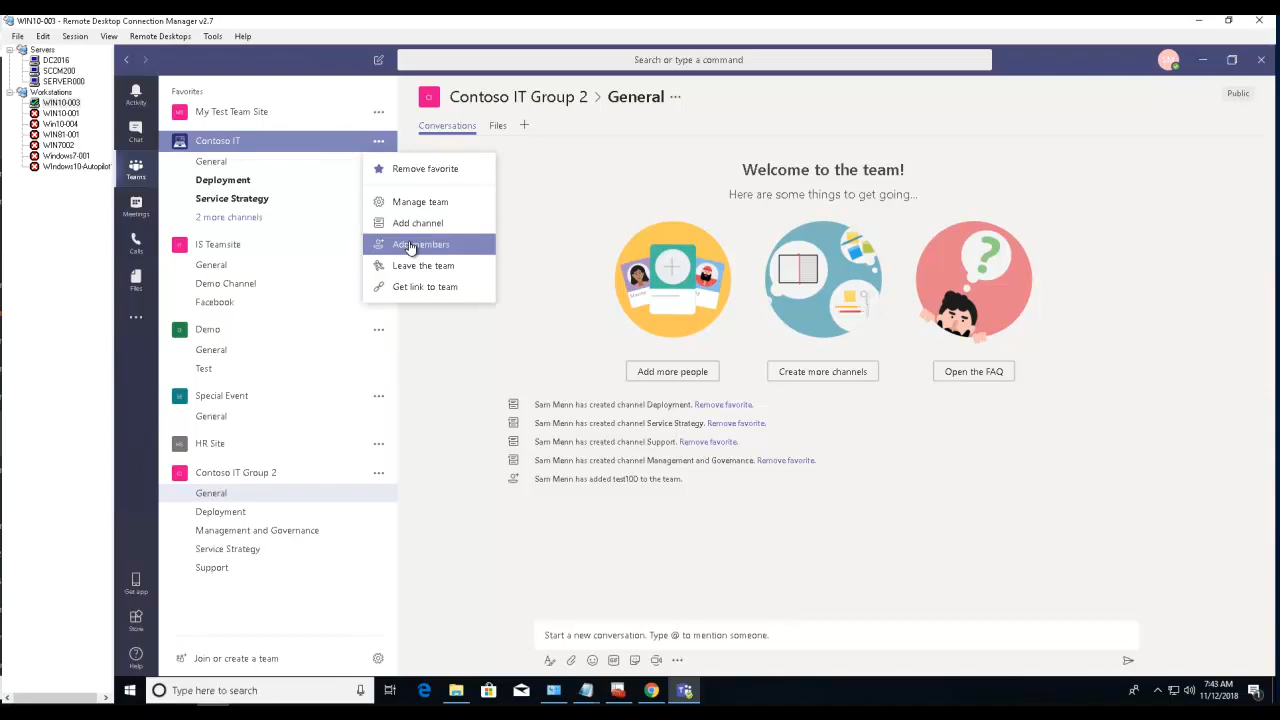 WIN10-003 - Remote Desktop Connection Manager v2.7
File Edit Session View Remote Desktops Tools Help
Servers
DC2016
SCCM200
SERVER000
Workstations
WIN10-003
WIN10-001
Win10-004
WIN81-001
WIN7002
Windows7-001
Windows10-Autopilot
Search or type a command
Activity
Chat
Teams
Meetings
Calls
Files
Get app
Store
Help
Favorites
My Test Team Site
Contoso IT
General
Deployment
Service Strategy
2 more channels
IS Teamsite
General
Demo Channel
Facebook
Demo
General
Test
Special Event
General
HR Site
Contoso IT Group 2
General
Deployment
Management and Governance
Service Strategy
Support
Join or create a team
Remove favorite
Manage team
Add channel
Add members
Leave the team
Get link to team
Contoso IT Group 2 > General
Public
Conversations Files
Welcome to the team!
Here are some things to get going...
Add more people
Create more channels
Open the FAQ
Sam Menn has created channel Deployment. Remove favorite.
Sam Menn has created channel Service Strategy. Remove favorite.
Sam Menn has created channel Support. Remove favorite.
Sam Menn has created channel Management and Governance. Remove favorite.
Sam Menn has added test100 to the team.
Start a new conversation. Type @ to mention someone.
Type here to search
7:43 AM
11/12/2018